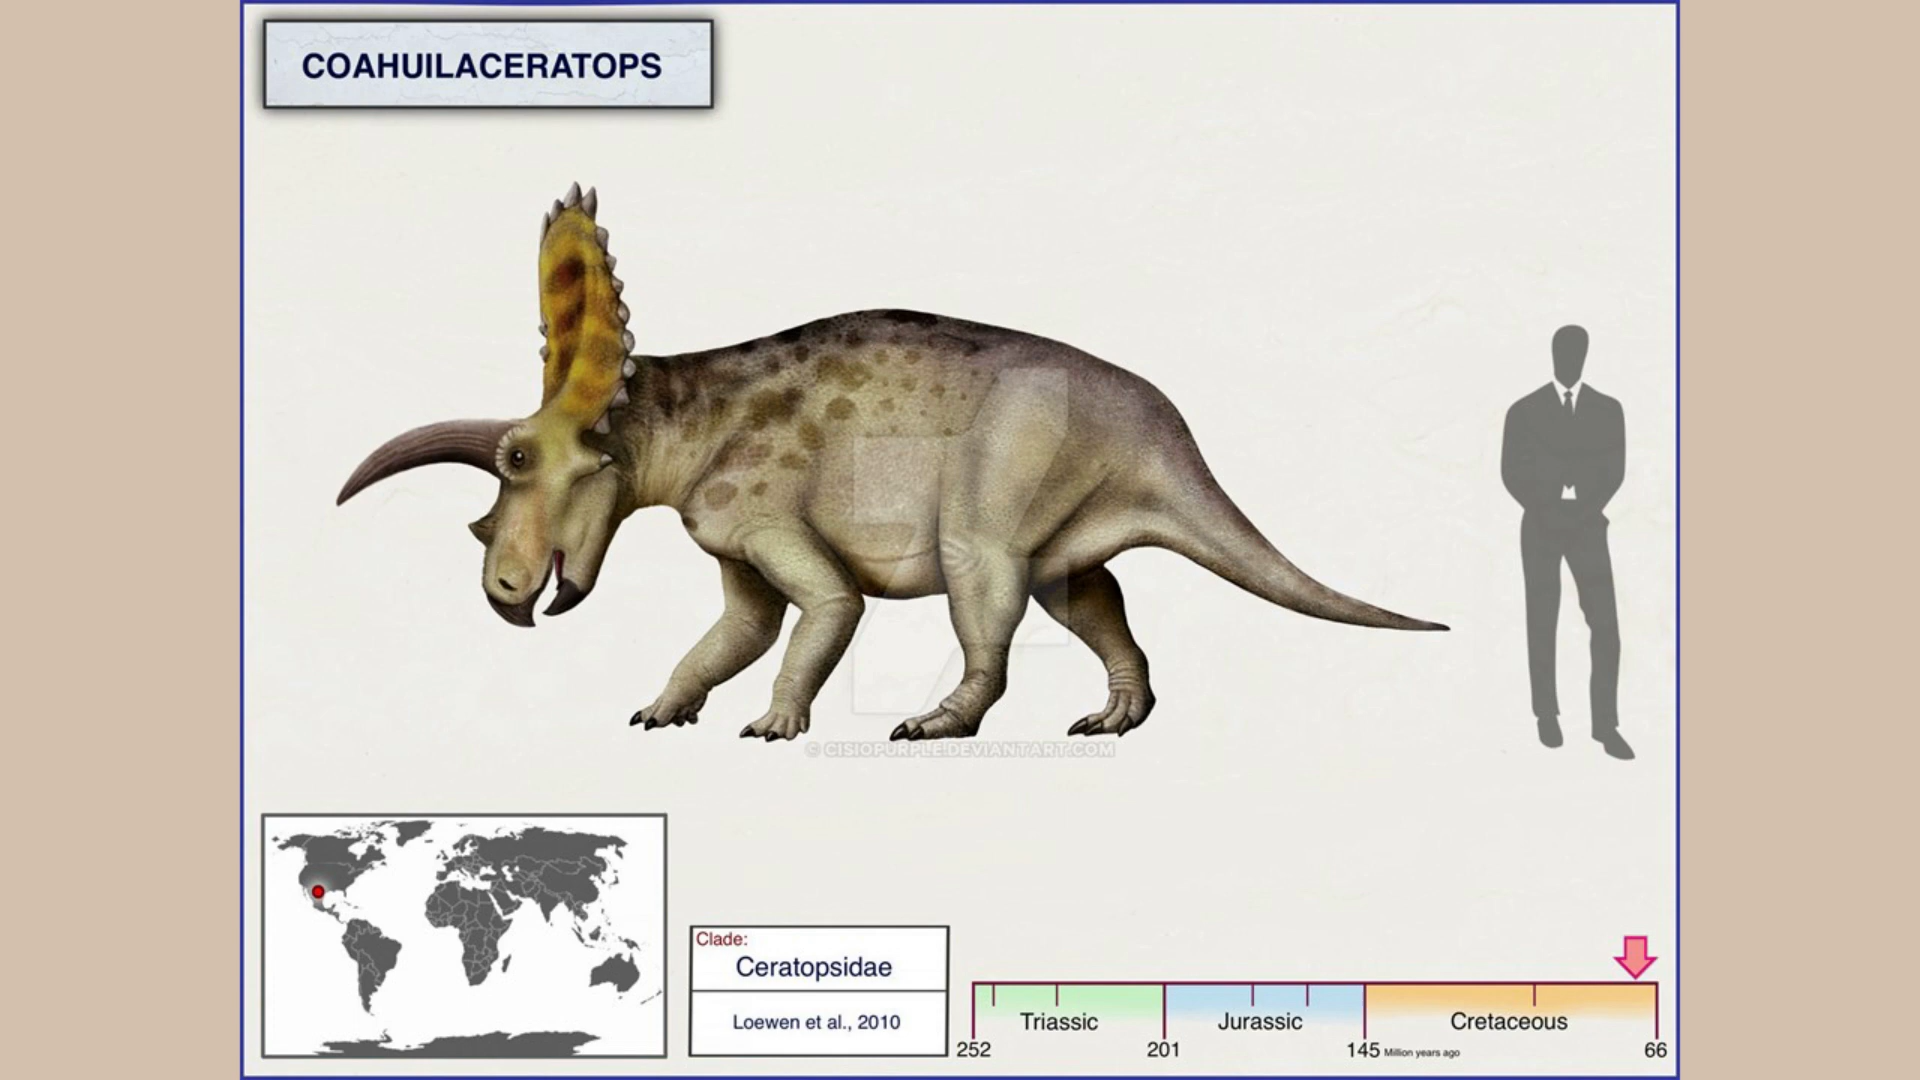 COAHUILACERATOPS
© CISIOPURPLE.DEVIANTART.COM
Clade:
Ceratopsidae
Loewen et al., 2010
Triassic
Jurassic
Cretaceous
252
201
145 Million years ago
66